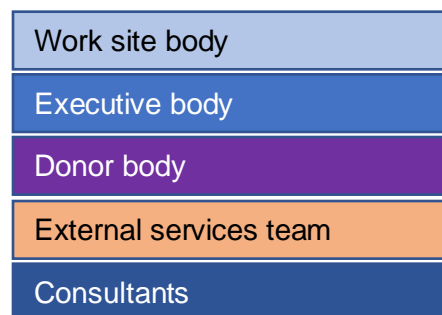 Work site body
Executive body
Donor body
External services team
Consultants